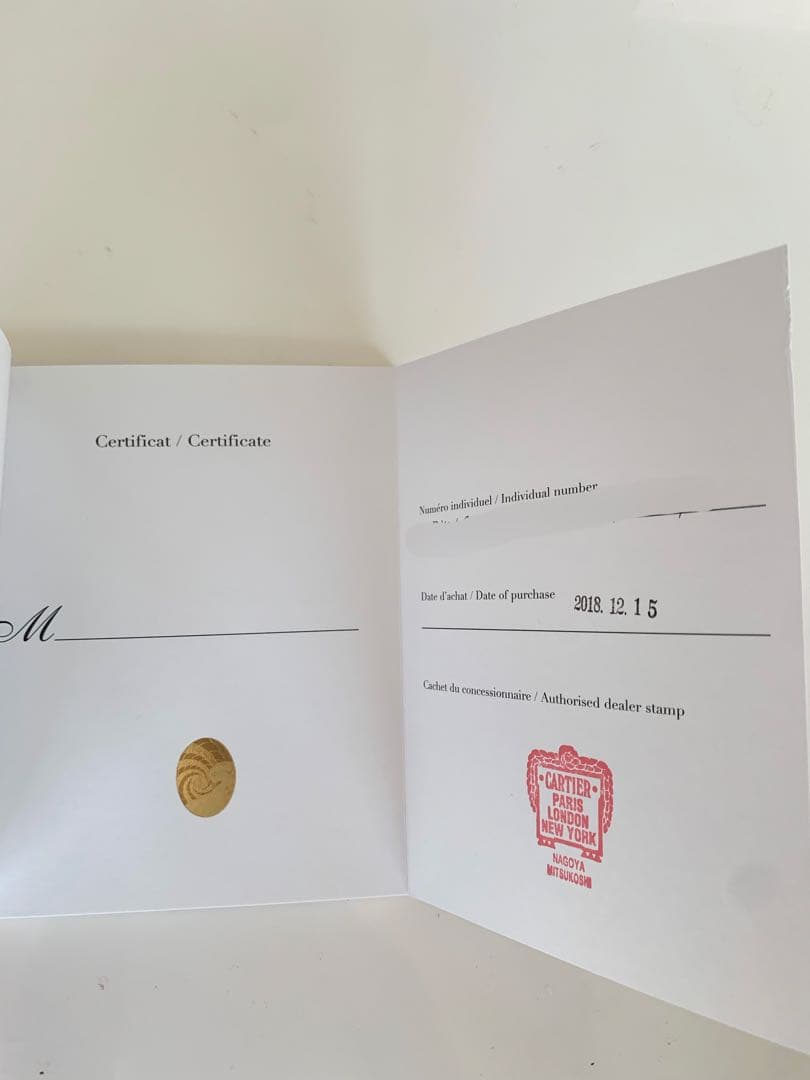 Certificat / Certificate
M
Numéro individuel / Individual number
Date d'achat / Date of purchase 2018. 12. 15
Cachet du concessionnaire / Authorised dealer stamp
•CARTIER•
PARIS
LONDON
NEW YORK
NAGOYA
MITSUKOSHI